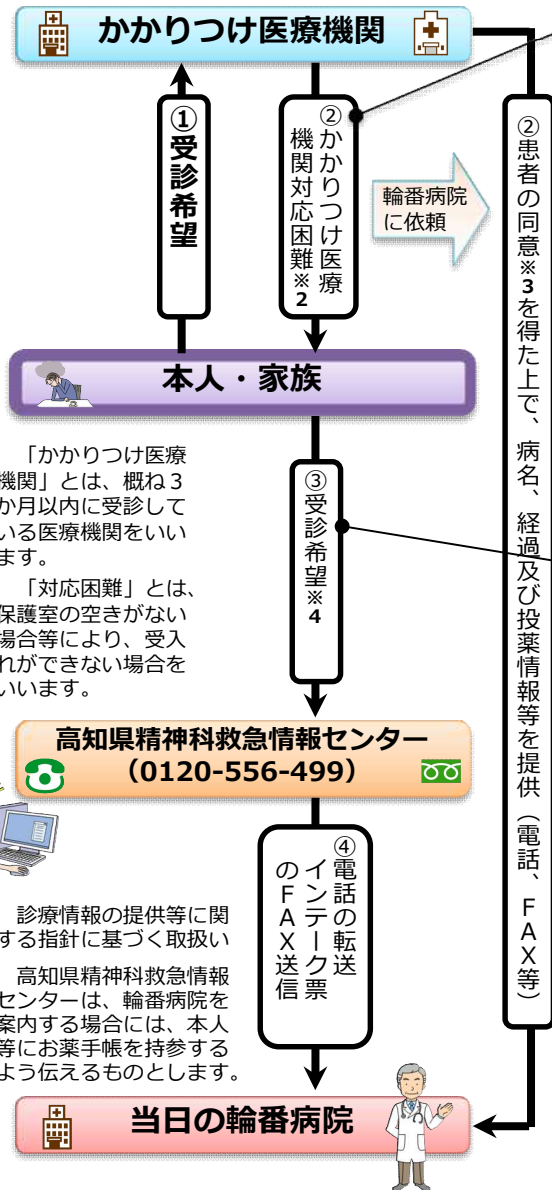 かかりつけ医療機関
①受診希望
②かかりつけ医療
機関対応困難※2
輪番病院
に依頼
②患者の同意※3を得た上で、病名、経過及び投薬情報等を提供（電話、ＦＡＸ等）
本人・家族
「かかりつけ医療
機関」とは、概ね３
か月以内に受診して
いる医療機関をいい
ます。
「対応困難」とは、
保護室の空きがない
場合等により、受入
れができない場合を
いいます。
③受診希望※4
高知県精神科救急情報センター
（0120-556-499）
診療情報の提供等に関
する指針に基づく取扱い
高知県精神科救急情報
センターは、輪番病院を
案内する場合には、本人
等にお薬手帳を持参する
よう伝えるものとします。
④電話の転送
インテーク票
のＦＡＸ送信
当日の輪番病院